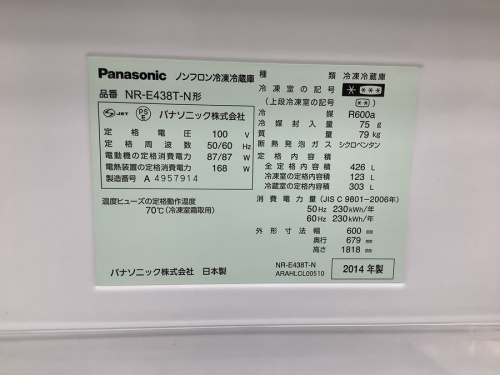 Panasonic ノンフロン冷凍冷蔵庫
品番 NR-E438T-N形
JET PSE パナソニック株式会社
定格電圧 100 V
定格周波数 50/60 Hz
電動機の定格消費電力 87/87 W
電熱装置の定格消費電力 168 W
製造番号 A 4957914
温度ヒューズの定格動作温度
70℃(冷凍室霜取用)
パナソニック株式会社 日本製
種類 冷凍冷蔵庫
冷凍室の記号 ＊***
(上段冷凍室の記号 **)
冷媒 R600a
冷媒封入量 75 g
質量 79 kg
断熱発泡ガス シクロペンタン
定格内容積
全定格内容積 426 L
冷凍室の定格内容積 123 L
冷蔵室の定格内容積 303 L
消費電力量(JIS C 9801-2006年)
50 Hz 230 kWh/年
60 Hz 230 kWh/年
外形寸法 幅 600 mm
奥行 679 mm
高さ 1818 mm
NR-E438T-N
ARAHLCL00510
2014 年製